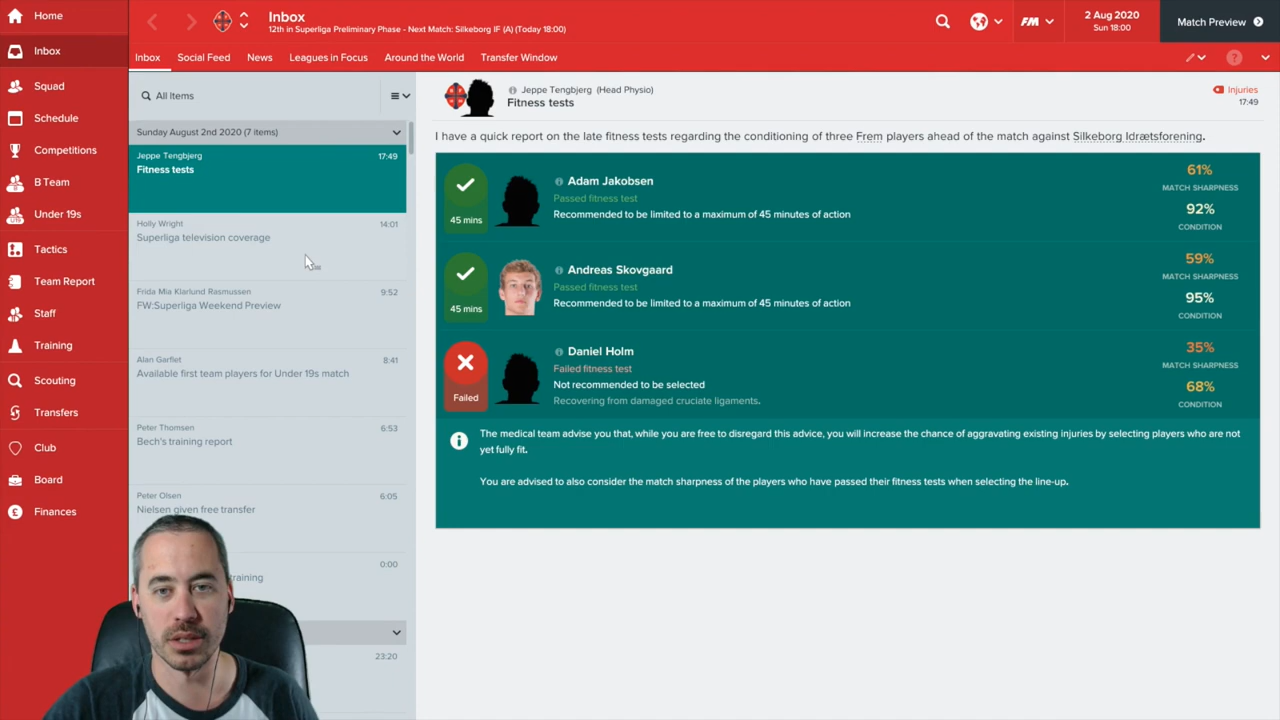 Home
Inbox
12th in Superliga Preliminary Phase - Next Match: Silkeborg IF (A) (Today 18:00)
FM
2 Aug 2020
Sun 18:00
Match Preview
Inbox
Squad
Schedule
Competitions
B Team
Under 19s
Tactics
Team Report
Staff
Training
Scouting
Transfers
Club
Board
Finances
Inbox
Social Feed
News
Leagues in Focus
Around the World
Transfer Window
All Items
Sunday August 2nd 2020 (7 items)
Jeppe Tengbjerg 17:49
Fitness tests
Holly Wright 14:01
Superliga television coverage
Frida Mia Klarlund Rasmussen 9:52
FW:Superliga Weekend Preview
Alan Garflet 8:41
Available first team players for Under 19s match
Peter Thomsen 6:53
Bech's training report
Peter Olsen 6:05
Nielsen given free transfer
0:00
training
23:20
Jeppe Tengbjerg (Head Physio)
Fitness tests
Injuries
17:49
I have a quick report on the late fitness tests regarding the conditioning of three Frem players ahead of the match against Silkeborg Idrætsforening.
45 mins
Adam Jakobsen
Passed fitness test
Recommended to be limited to a maximum of 45 minutes of action
61%
MATCH SHARPNESS
92%
CONDITION
45 mins
Andreas Skovgaard
Passed fitness test
Recommended to be limited to a maximum of 45 minutes of action
59%
MATCH SHARPNESS
95%
CONDITION
Failed
Daniel Holm
Failed fitness test
Not recommended to be selected
Recovering from damaged cruciate ligaments.
35%
MATCH SHARPNESS
68%
CONDITION
The medical team advise you that, while you are free to disregard this advice, you will increase the chance of aggravating existing injuries by selecting players who are not
yet fully fit.
You are advised to also consider the match sharpness of the players who have passed their fitness tests when selecting the line-up.